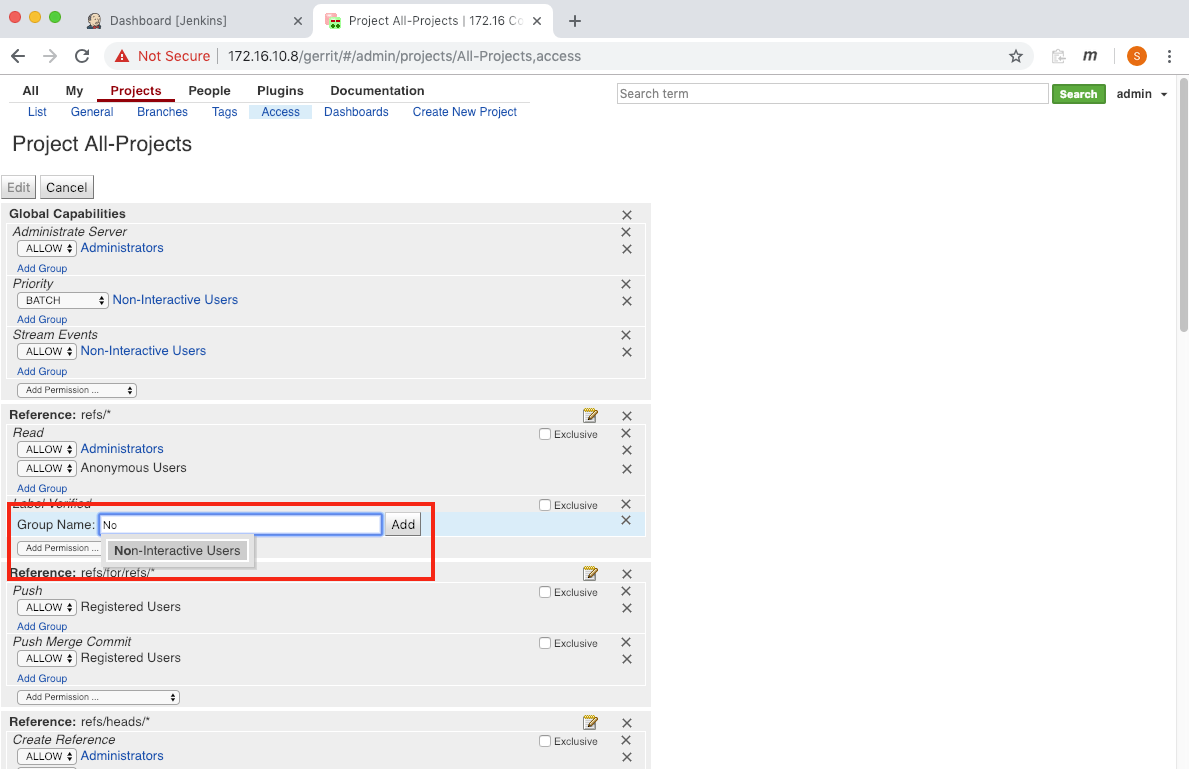 Dashboard [Jenkins]
Project All-Projects | 172.16 Co
Not Secure
172.16.10.8/gerrit/#/admin/projects/All-Projects,access
m
S
All My Projects People Plugins Documentation
Search term
Search
admin
List General Branches Tags Access Dashboards Create New Project
Project All-Projects
Edit Cancel
Global Capabilities
Administrate Server
ALLOW Administrators
Add Group
Priority
BATCH Non-Interactive Users
Add Group
Stream Events
ALLOW Non-Interactive Users
Add Group
Add Permission ...
Reference: refs/*
Read Exclusive
ALLOW Administrators
ALLOW Anonymous Users
Add Group
Label Verified Exclusive
Group Name: No Add
Add Permission ...
Non-Interactive Users
Reference: refs/for/refs/*
Push Exclusive
ALLOW Registered Users
Add Group
Push Merge Commit Exclusive
ALLOW Registered Users
Add Group
Add Permission ...
Reference: refs/heads/*
Create Reference Exclusive
ALLOW Administrators